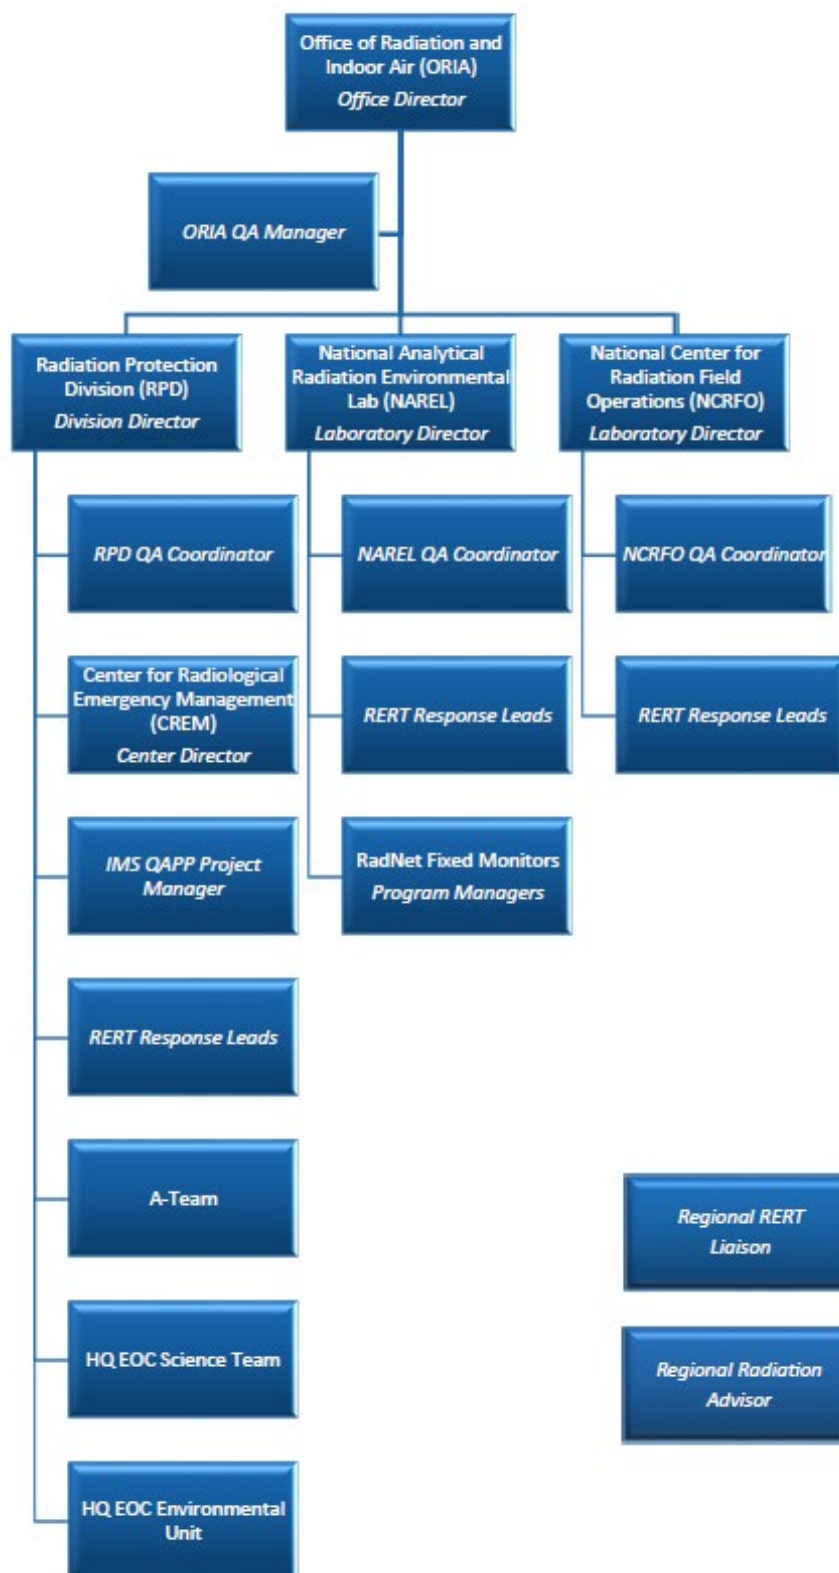 Office of Radiation and
Indoor Air (ORIA)
Office Director
ORIA QA Manager
Radiation Protection
Division (RPD)
Division Director
National Analytical
Radiation Environmental
Lab (NAREL)
Laboratory Director
National Center for
Radiation Field
Operations (NCRFO)
Laboratory Director
RPD QA Coordinator
NAREL QA Coordinator
NCRFO QA Coordinator
Center for Radiological
Emergency Management
(CREM)
Center Director
RERT Response Leads
RERT Response Leads
IMS QAPP Project
Manager
RadNet Fixed Monitors
Program Managers
RERT Response Leads
A-Team
Regional RERT
Liaison
HQ EOC Science Team
Regional Radiation
Advisor
HQ EOC Environmental
Unit